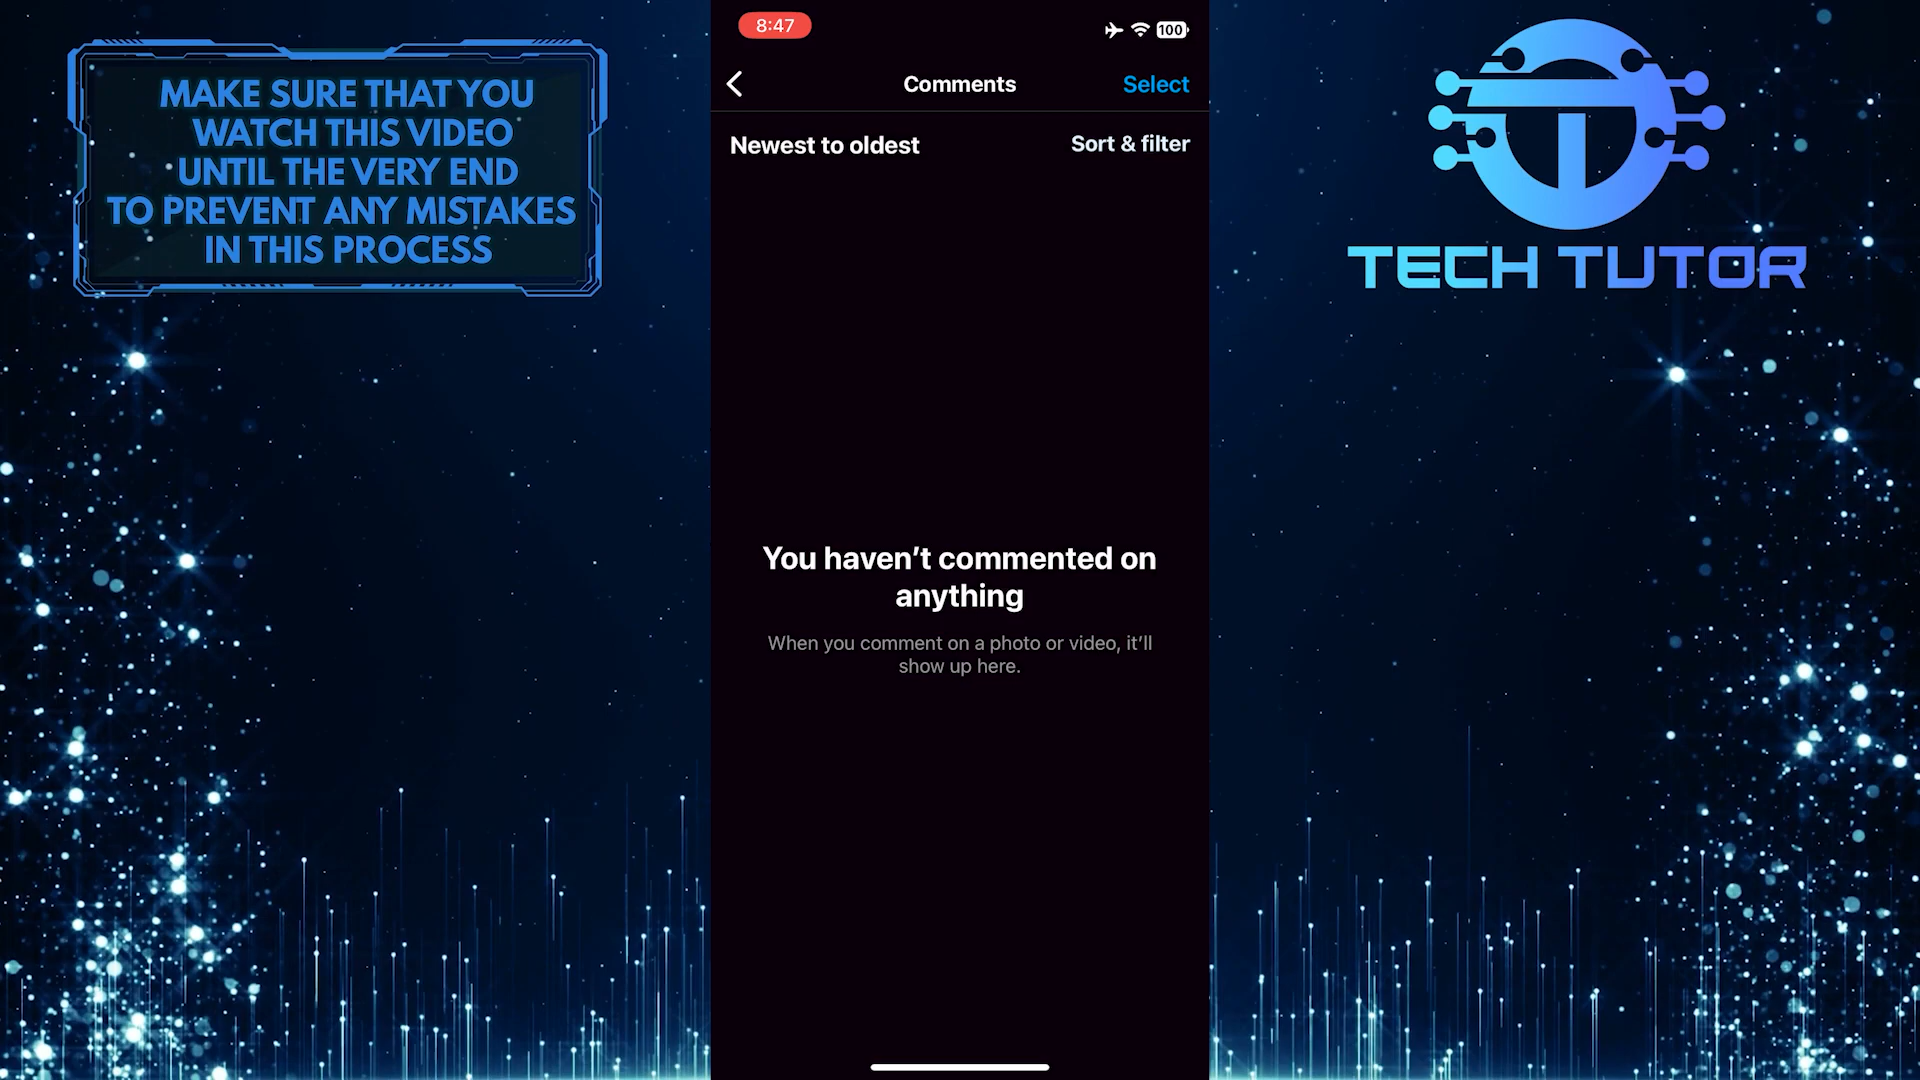 MAKE SURE THAT YOU
WATCH THIS VIDEO
UNTIL THE VERY END
TO PREVENT ANY MISTAKES
IN THIS PROCESS
8:47
100
Comments
Select
Newest to oldest
Sort & filter
You haven’t commented on
anything
When you comment on a photo or video, it’ll
show up here.
TECH TUTOR